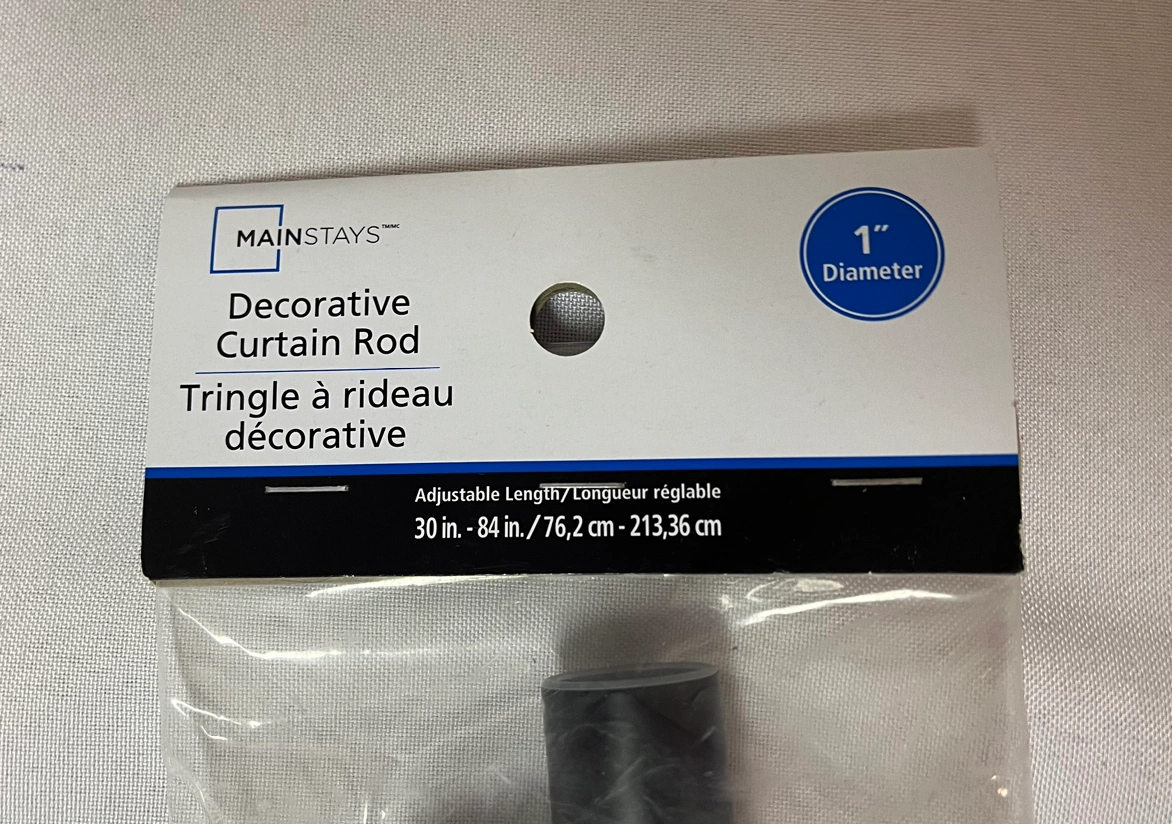 MAINSTAYS™/MC
Decorative
Curtain Rod
Tringle à rideau
décorative
1″
Diameter
Adjustable Length/Longueur réglable
30 in. - 84 in. / 76,2 cm - 213,36 cm